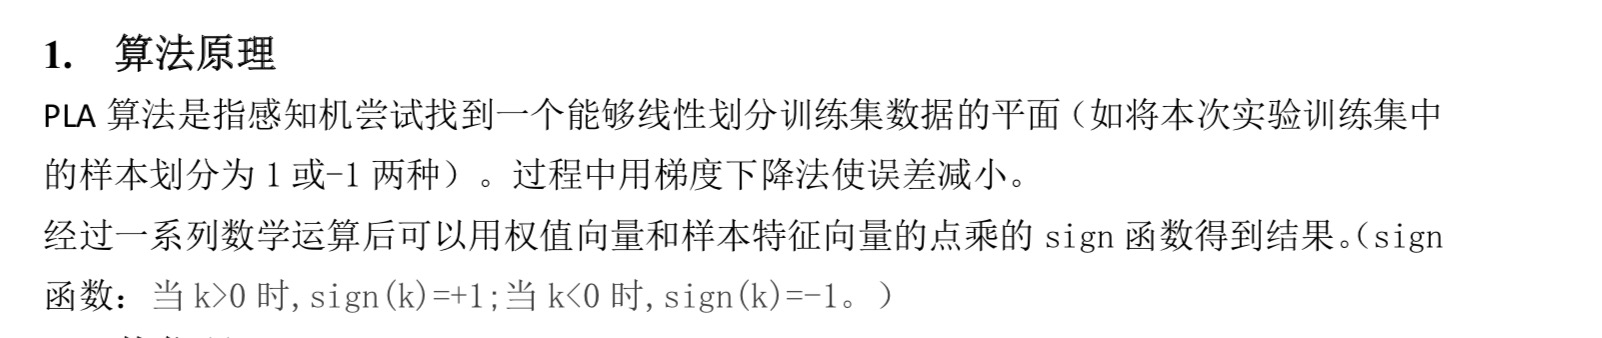 1. 算法原理
PLA 算法是指感知机尝试找到一个能够线性划分训练集数据的平面（如将本次实验训练集中
的样本划分为 1 或-1 两种）。过程中用梯度下降法使误差减小。
经过一系列数学运算后可以用权值向量和样本特征向量的点乘的 sign 函数得到结果。（sign
函数：当 k>0 时,sign(k)=+1;当 k<0 时,sign(k)=-1。）